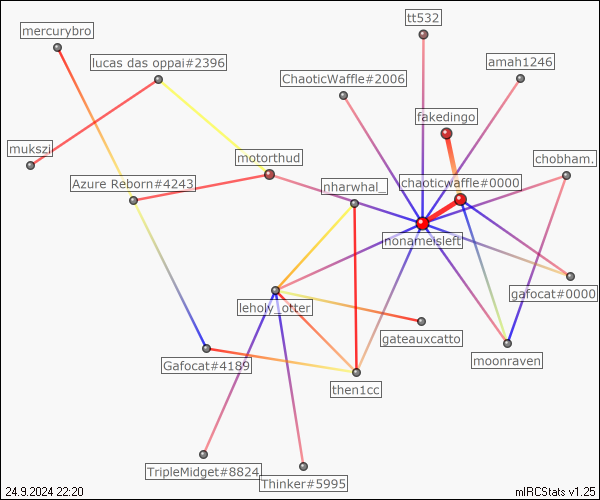 tt532
mercurybro
lucas das oppai#2396
amah1246
ChaoticWaffle#2006
fakedingo
mukszi
motorthud
chobham.
Azure Reborn#4243
nharwhal_
chaoticwaffle#0000
nonameisleft
gafocat#0000
leholy_otter
gateauxcatto
Gafocat#4189
moonraven
then1cc
TripleMidget#8824
Thinker#5995
24.9.2024 22:20
mIRCStats v1.25